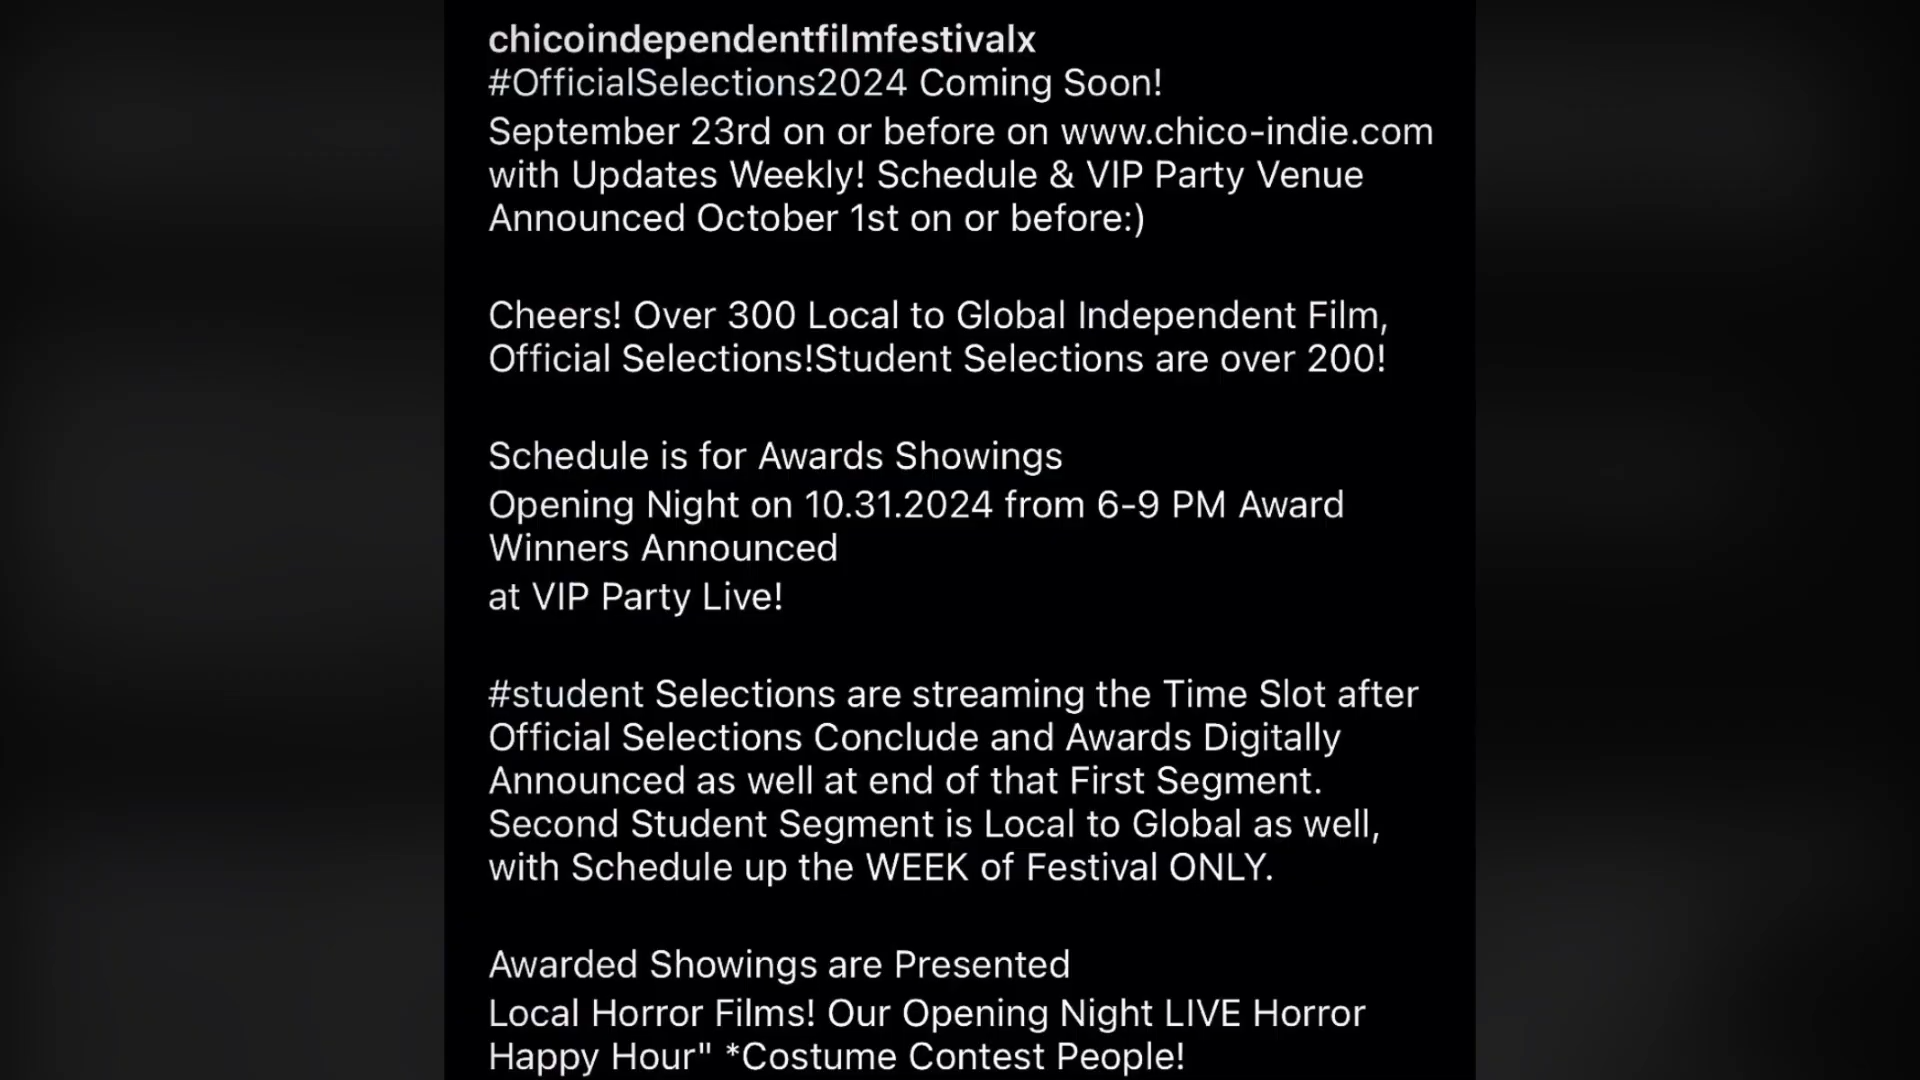 chicoindependentfilmfestivalx
#OfficialSelections2024 Coming Soon!
September 23rd on or before on www.chico-indie.com
with Updates Weekly! Schedule & VIP Party Venue
Announced October 1st on or before:)
Cheers! Over 300 Local to Global Independent Film,
Official Selections!Student Selections are over 200!
Schedule is for Awards Showings
Opening Night on 10.31.2024 from 6-9 PM Award
Winners Announced
at VIP Party Live!
#student Selections are streaming the Time Slot after
Official Selections Conclude and Awards Digitally
Announced as well at end of that First Segment.
Second Student Segment is Local to Global as well,
with Schedule up the WEEK of Festival ONLY.
Awarded Showings are Presented
Local Horror Films! Our Opening Night LIVE Horror
Happy Hour" *Costume Contest People!